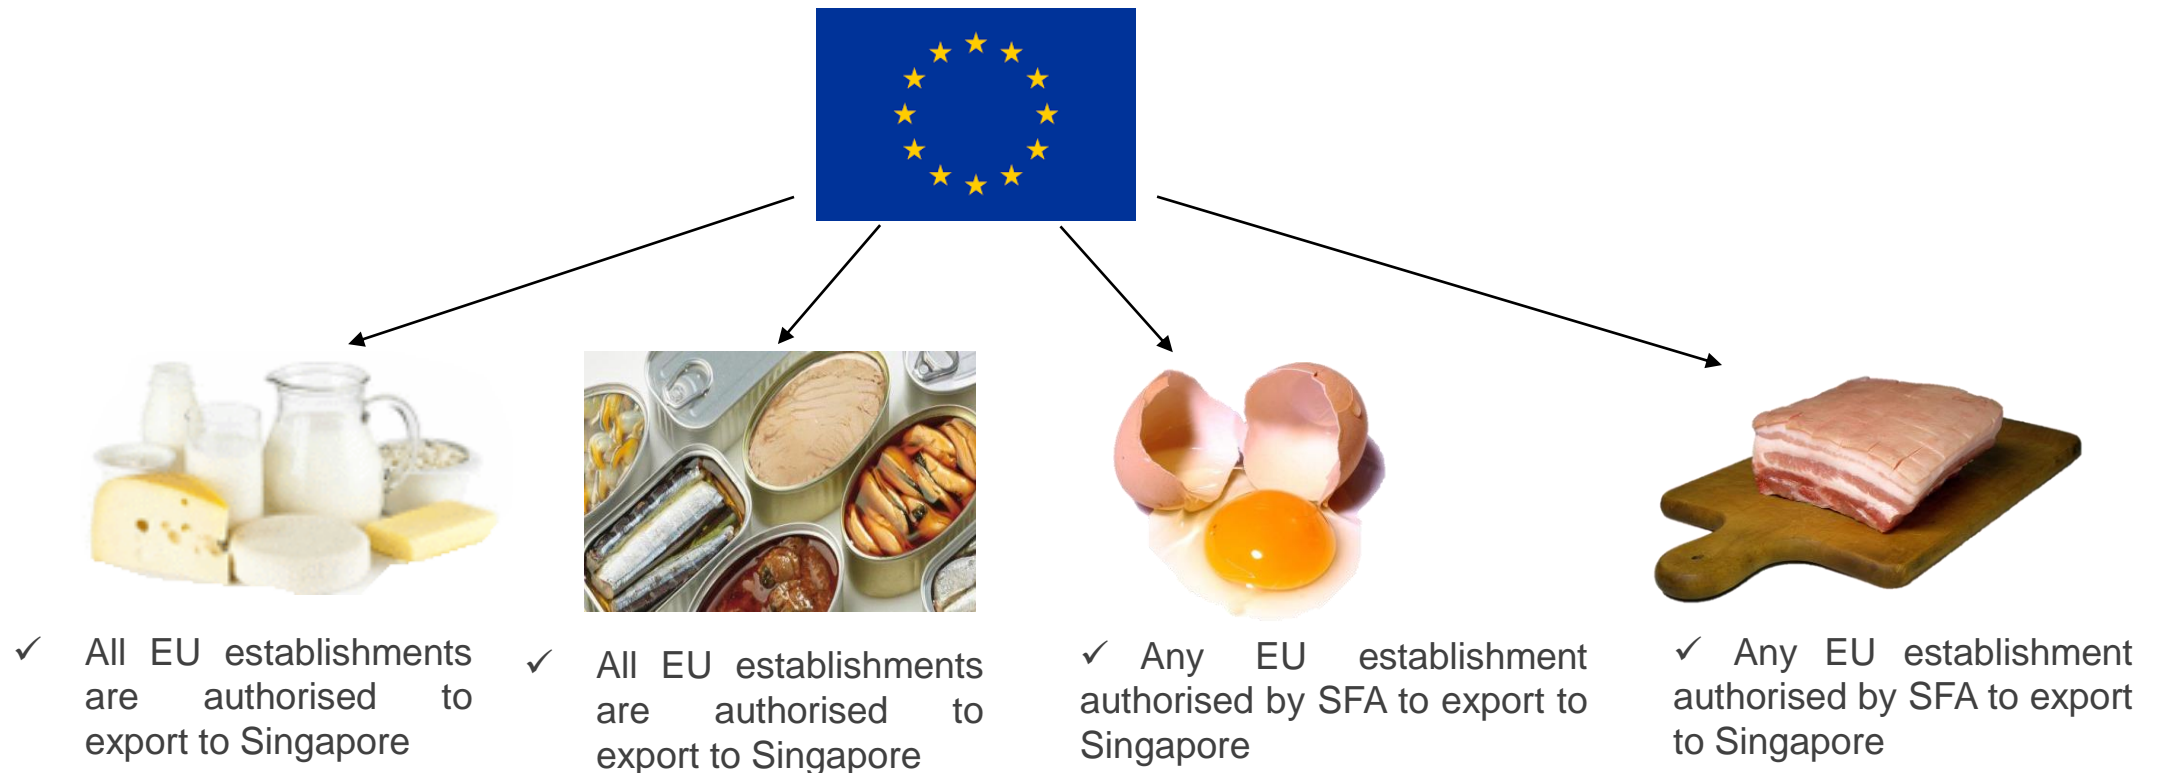 ✓ All EU establishments
are authorised to
export to Singapore
✓ All EU establishments
are authorised to
export to Singapore
✓ Any EU establishment
authorised by SFA to export to
Singapore
✓ Any EU establishment
authorised by SFA to export
to Singapore